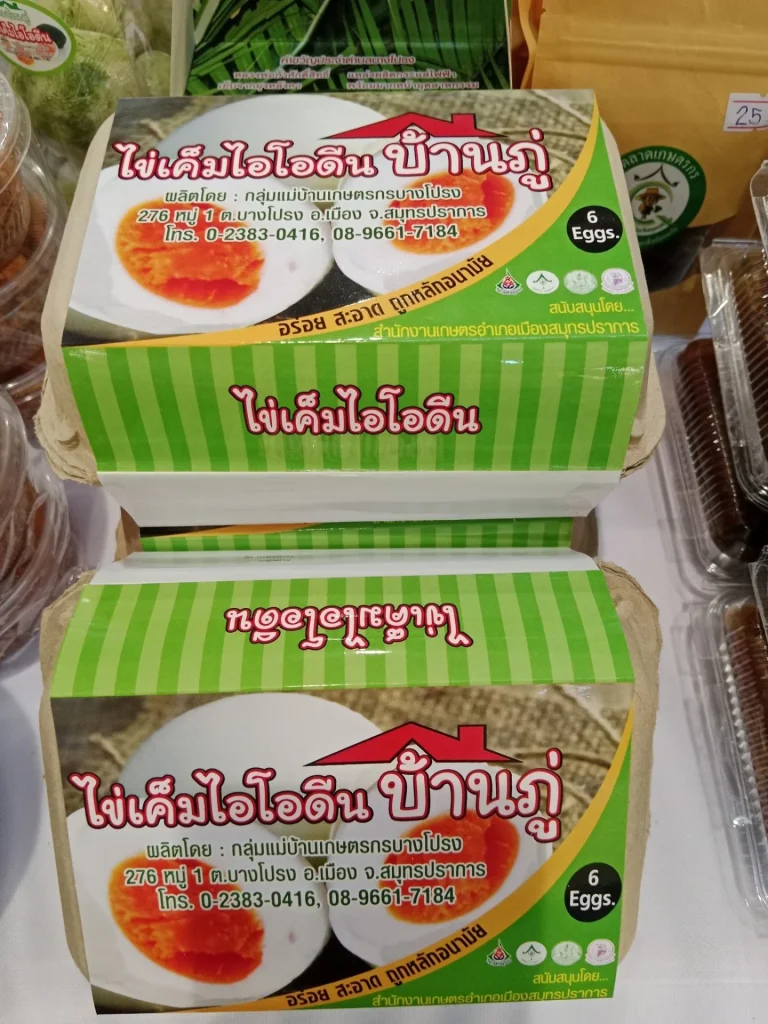 ไข่เค็มไอโอดีน บ้านภู่
ผลิตโดย : กลุ่มแม่บ้านเกษตรกรบางโปรง
276 หมู่ 1 ต.บางโปรง อ.เมือง จ.สมุทรปราการ
โทร. 0-2383-0416, 08-9661-7184
6
Eggs.
อร่อย สะอาด ถูกหลักอนามัย
สนับสนุนโดย...
สำนักงานเกษตรอำเภอเมืองสมุทรปราการ
ไข่เค็มไอโอดีน
25
ไข่เค็มไอโอดีน
ไข่เค็มไอโอดีน บ้านภู่
ผลิตโดย : กลุ่มแม่บ้านเกษตรกรบางโปรง
276 หมู่ 1 ต.บางโปรง อ.เมือง จ.สมุทรปราการ
โทร. 0-2383-0416, 08-9661-7184
6
Eggs.
อร่อย สะอาด ถูกหลักอนามัย
สนับสนุนโดย...
สำนักงานเกษตรอำเภอเมืองสมุทรปราการ